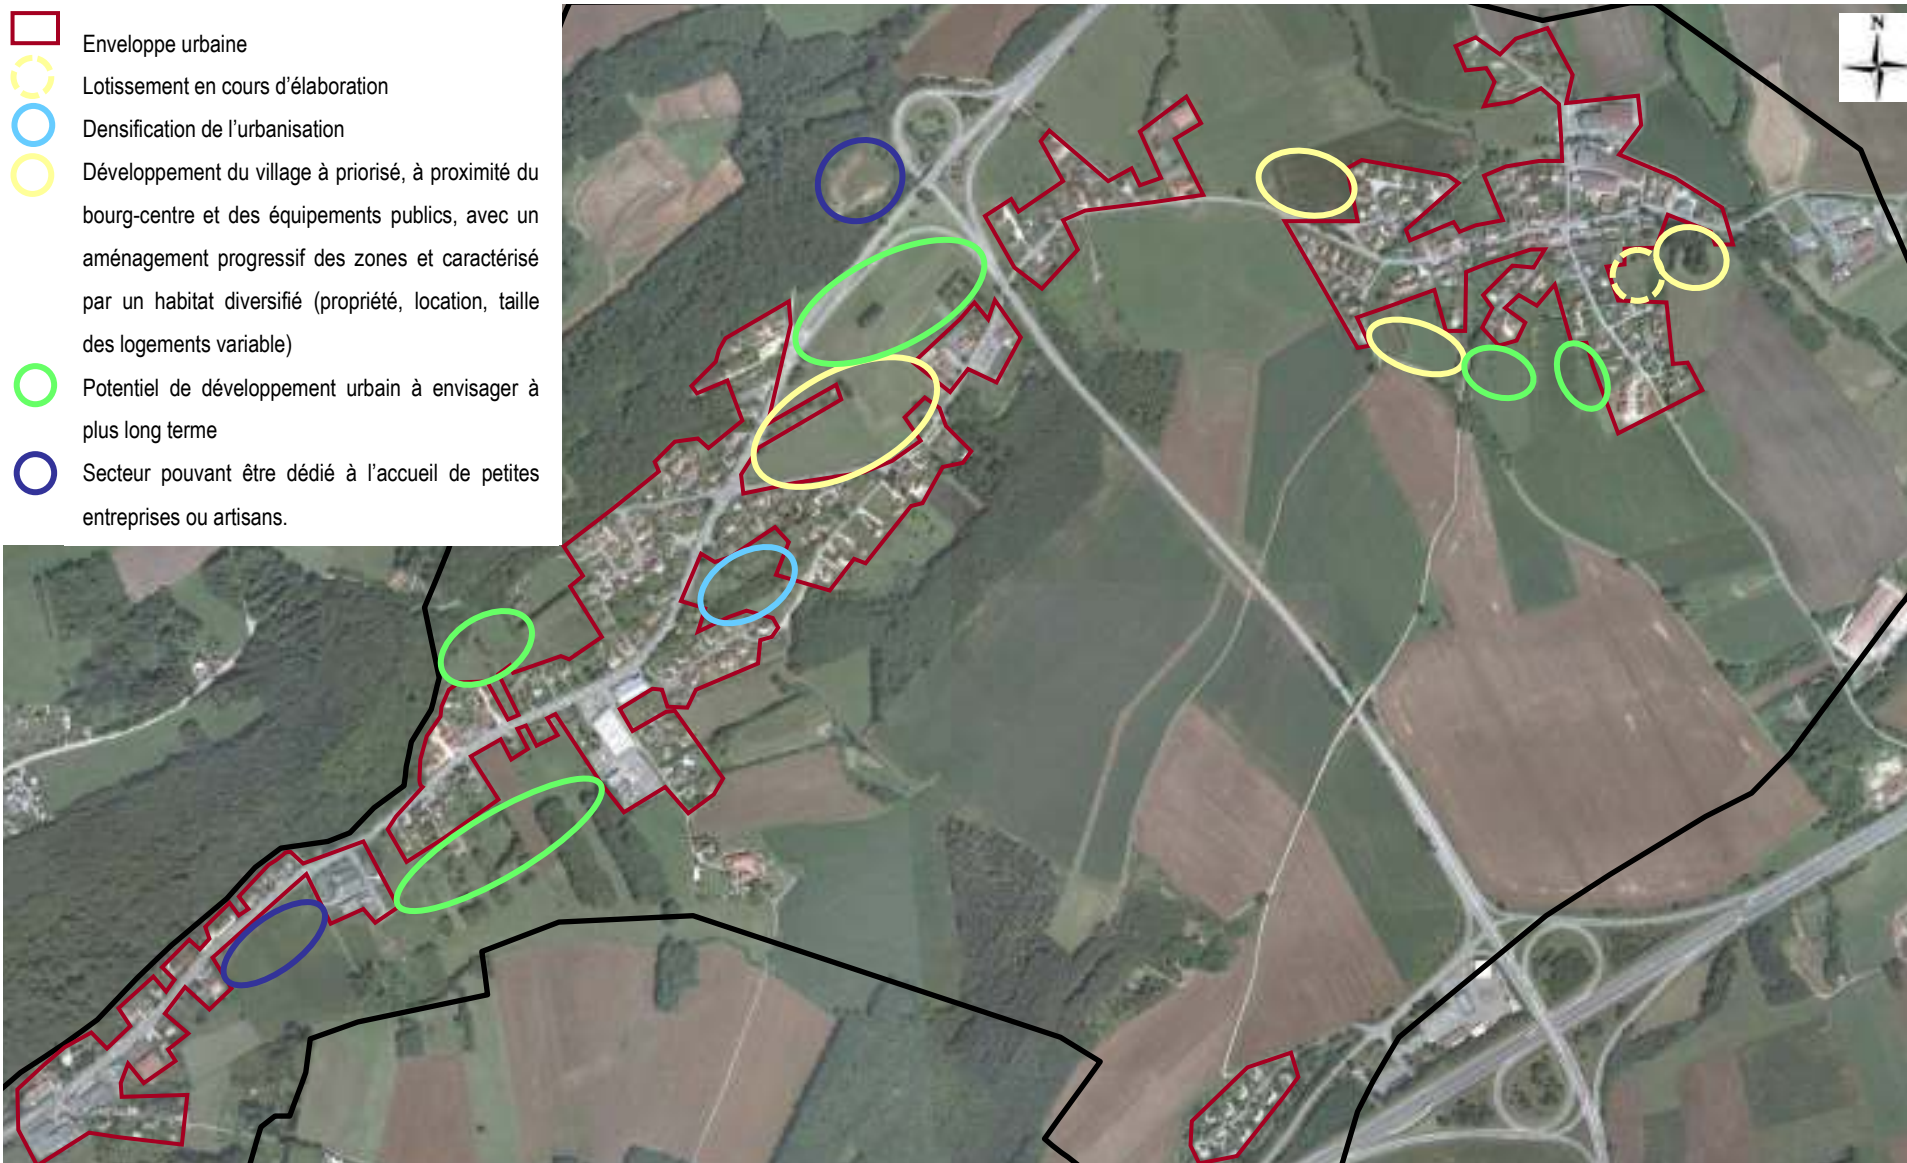 Enveloppe urbaine
Lotissement en cours d'élaboration
Densification de l'urbanisation
Développement du village à priorisé, à proximité du
bourg-centre et des équipements publics, avec un
aménagement progressif des zones et caractérisé
par un habitat diversifié (propriété, location, taille
des logements variable)
Potentiel de développement urbain à envisager à
plus long terme
Secteur pouvant être dédié à l'accueil de petites
entreprises ou artisans.
N